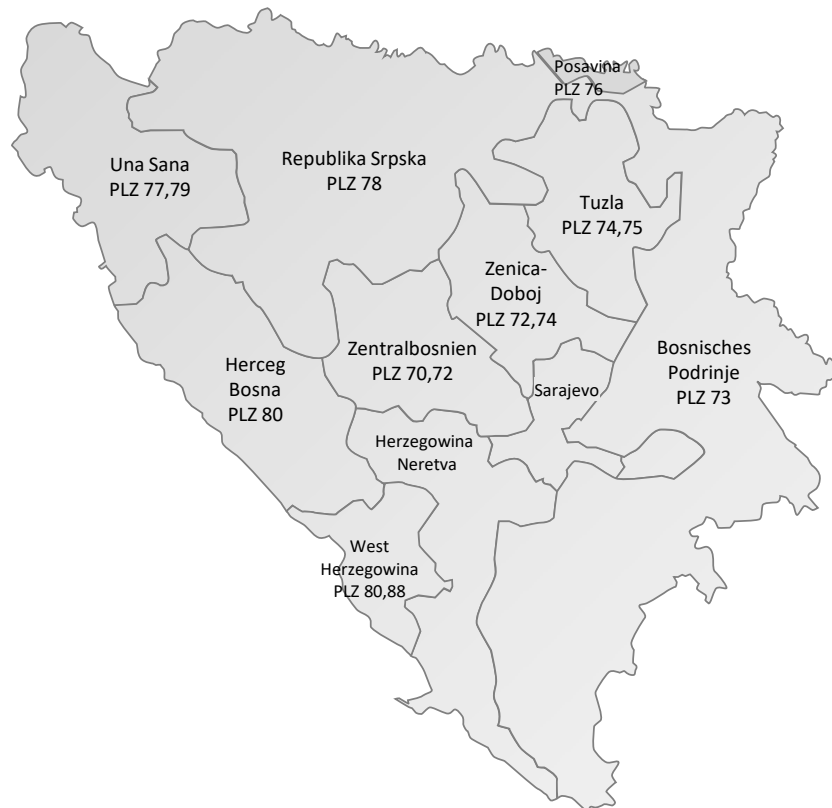 Posavina
PLZ 76
Una Sana
PLZ 77,79
Republika Srpska
PLZ 78
Tuzla
PLZ 74,75
Zenica-
Doboj
PLZ 72,74
Zentralbosnien
PLZ 70,72
Bosnisches
Podrinje
PLZ 73
Herceg
Bosna
PLZ 80
Sarajevo
Herzegowina
Neretva
West
Herzegowina
PLZ 80,88